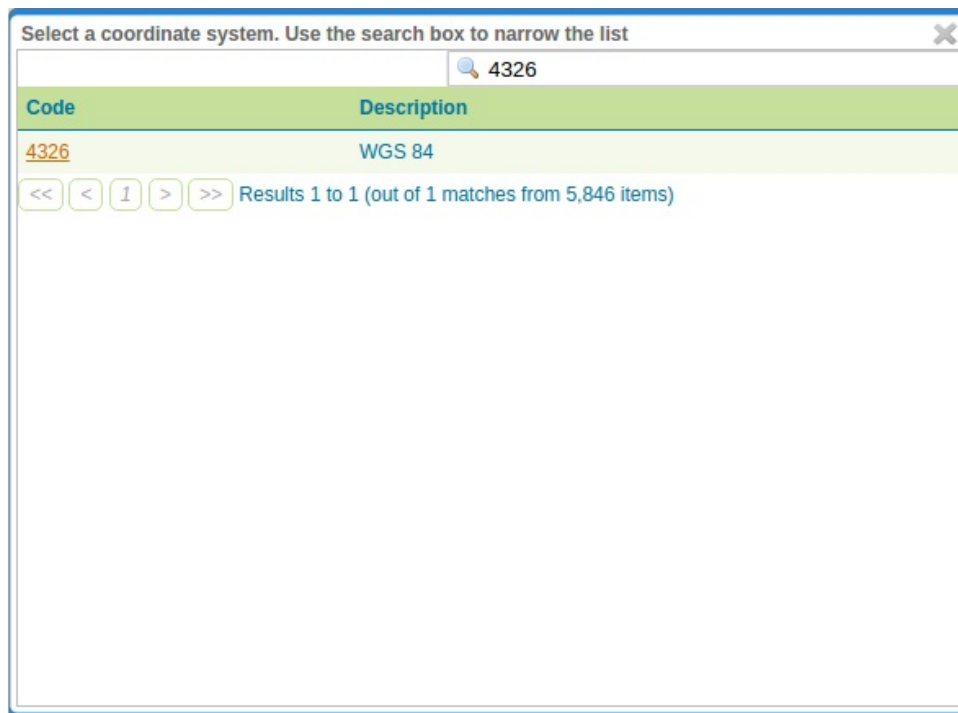 Select a coordinate system. Use the search box to narrow the list
4326
Code Description
4326 WGS 84
<< < 1 > >> Results 1 to 1 (out of 1 matches from 5,846 items)